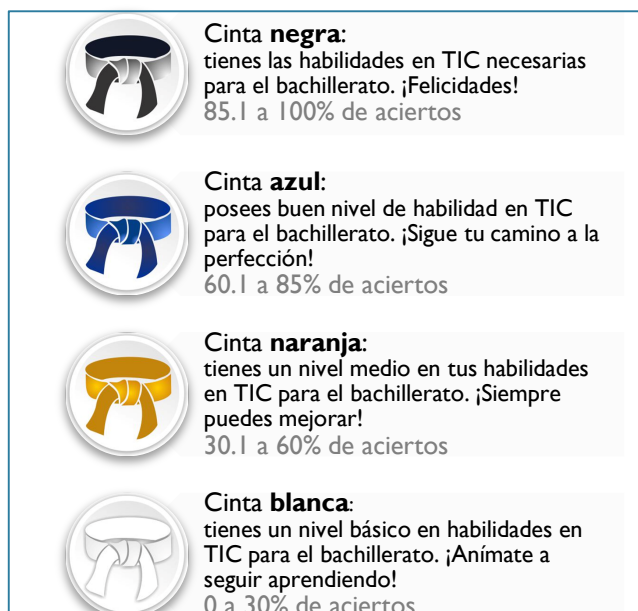 Cinta negra:
tienes las habilidades en TIC necesarias
para el bachillerato. ¡Felicidades!
85.1 a 100% de aciertos
Cinta azul:
posees buen nivel de habilidad en TIC
para el bachillerato. ¡Sigue tu camino a la
perfección!
60.1 a 85% de aciertos
Cinta naranja:
tienes un nivel medio en tus habilidades
en TIC para el bachillerato. ¡Siempre
puedes mejorar!
30.1 a 60% de aciertos
Cinta blanca:
tienes un nivel básico en habilidades en
TIC para el bachillerato. ¡Anímate a
seguir aprendiendo!
0 a 30% de aciertos